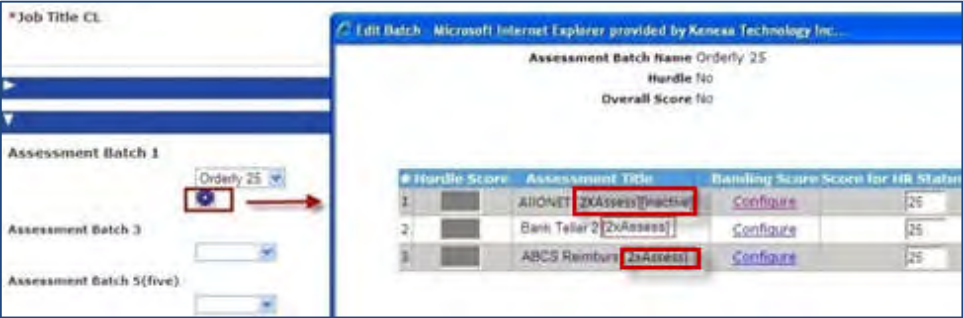 *Job Title CL
Assessment Batch 1
Orderly 25
Assessment Batch 3
Assessment Batch 5(five)
Edit Batch Microsoft Internet Explorer provided by Kenexa Technology Inc...
Assessment Batch Name Orderly 25
Hurdle No
Overall Score No
# Hurdle Score Assessment Title Banding Score Score for HR Status
1 [2XAssess][Inactive] Configure 25
2 Bank Teller 2 [2xAssess] Configure 25
3 ABCS Reimburs [2xAssess] Configure 25